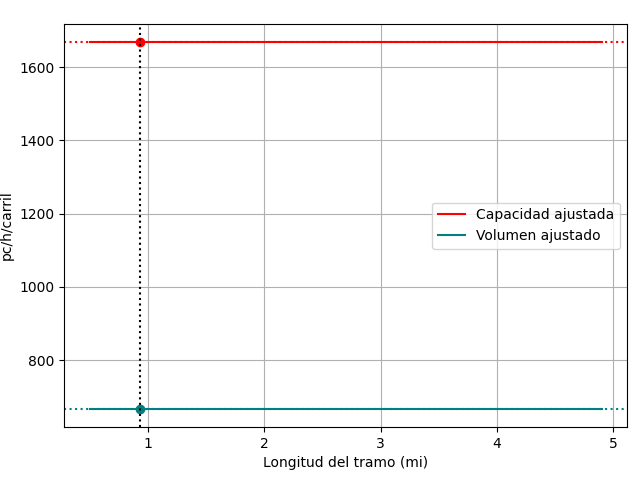 1600
1400
1200
1000
800
pc/h/carril
Capacidad ajustada
Volumen ajustado
1 2 3 4 5
Longitud del tramo (mi)